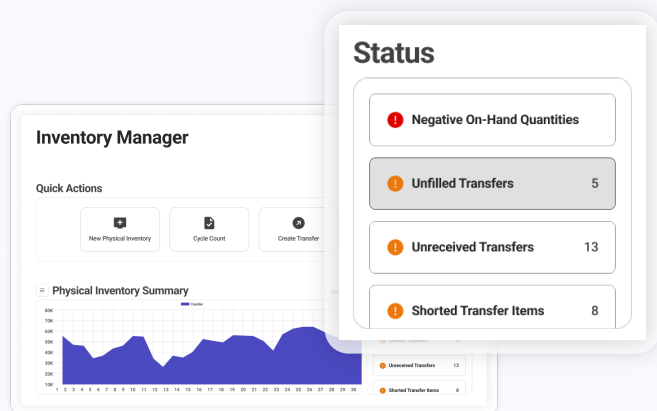 Status
Negative On-Hand Quantities
Unfilled Transfers 5
Unreceived Transfers 13
Shorted Transfer Items 8
Inventory Manager
Quick Actions
New Physical Inventory
Cycle Count
Create Transfer
Physical Inventory Summary
Counter
80K
70K
60K
50K
40K
30K
20K
10K
1 2 3 4 5 6 7 8 9 10 11 12 13 14 15 16 17 18 19 20 21 22 23 24 25 26 27 28 29 30
Unreceived Transfers 13
Shorted Transfer Items 8